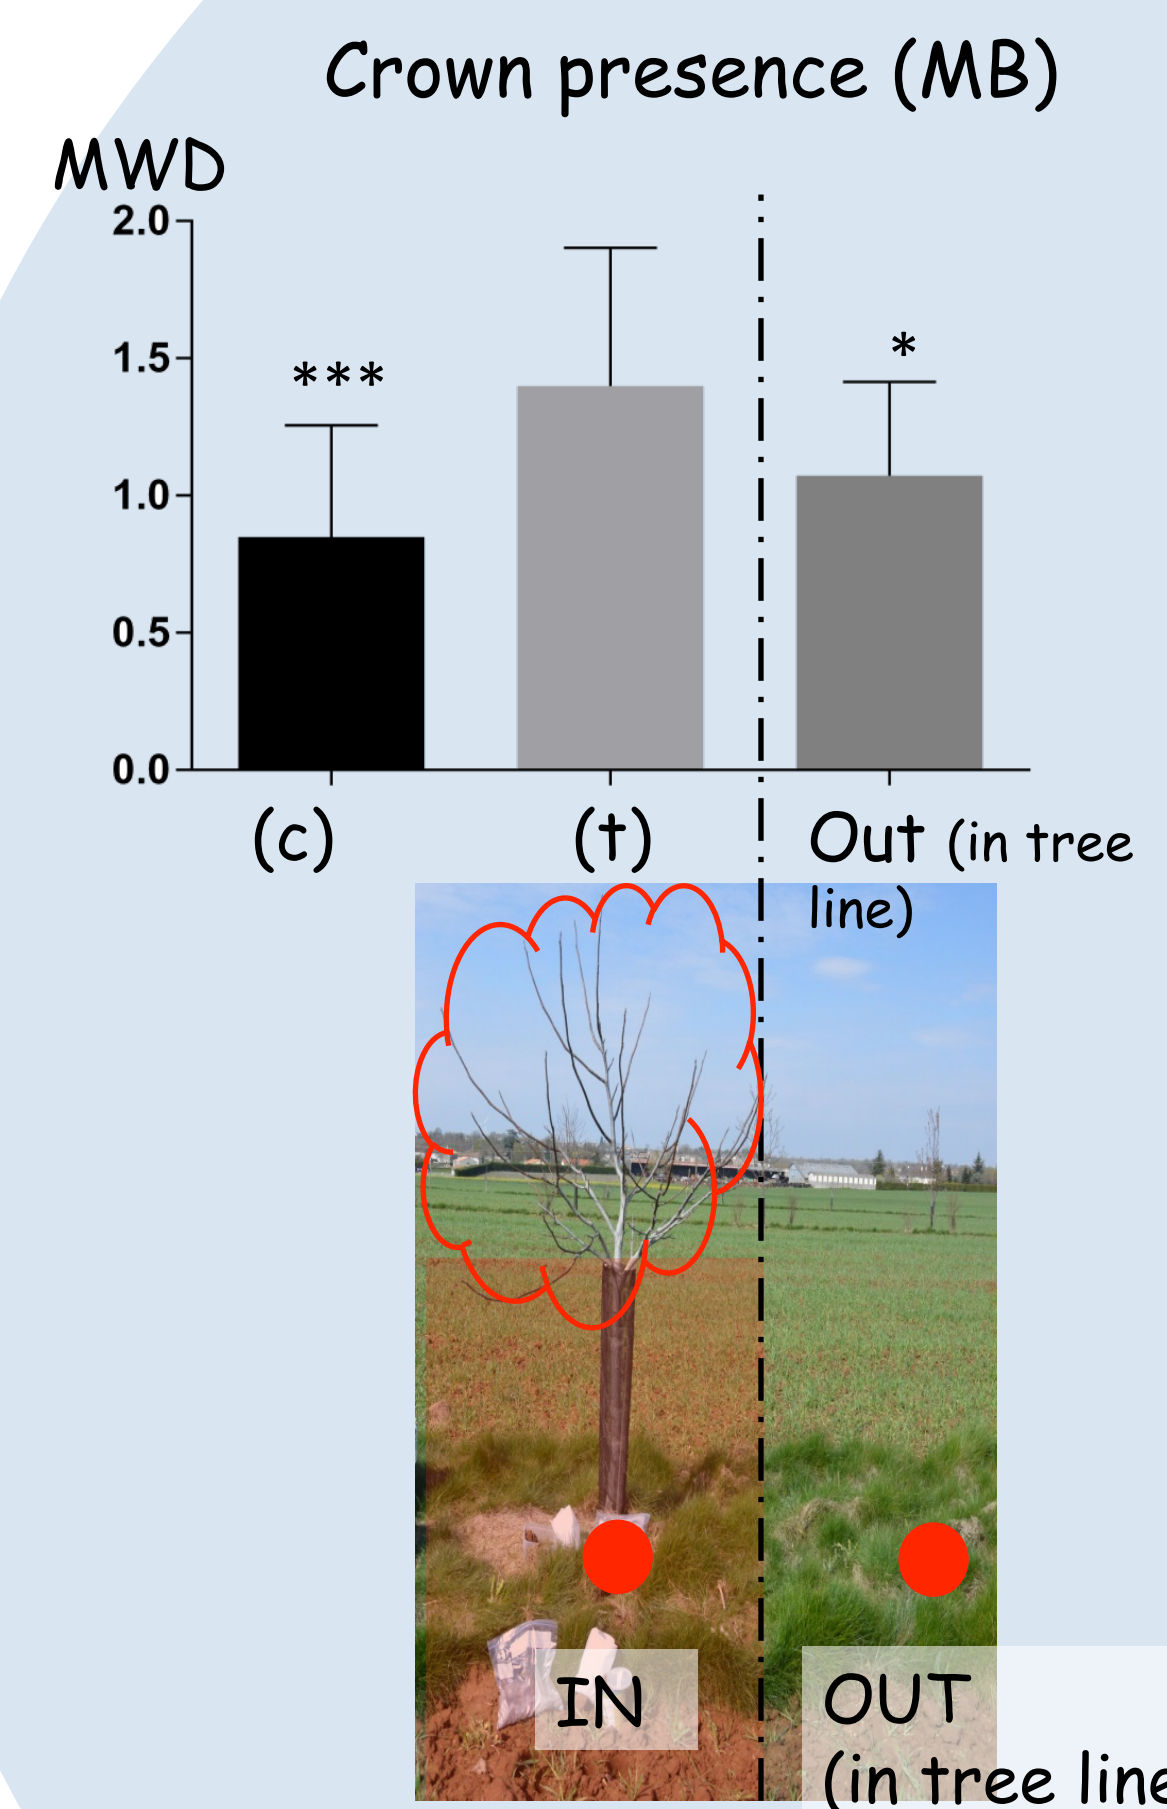 Crown presence (MB)
MWD
2.0
***
*
1.5
1.0
0.5
0.0
(c)
(t)
Out (in tree
line)
IN
OUT
(in tree line